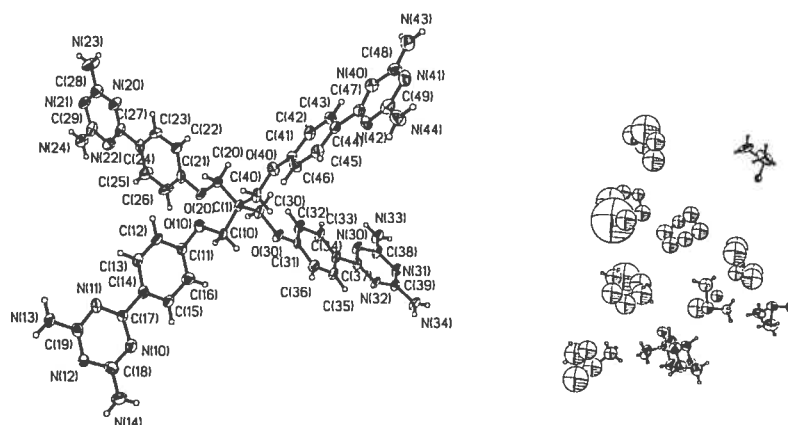 N(43)
N(23)
C(48)
C(28)
N(20)
C(47)
N(40)
N(41)
N(21)
C(27)
C(23)
C(43)
C(49)
C(29)
C(22)
C(42)
N(44)
N(24)
N(22)
C(24)
C(20)
C(41)
C(44)
N(42)
C(25)
C(21)
O(40)
C(45)
C(26)
C(40)
C(46)
O(20)
C(1)
C(30)
C(12)
O(10)
C(32)
C(33)
N(33)
C(13)
C(10)
O(30)
C(34)
N(30)
C(38)
C(14)
C(11)
C(31)
C(37)
N(31)
N(11)
C(16)
C(36)
C(35)
N(32)
C(39)
N(13)
C(17)
C(15)
N(34)
C(19)
N(10)
N(12)
C(18)
N(14)